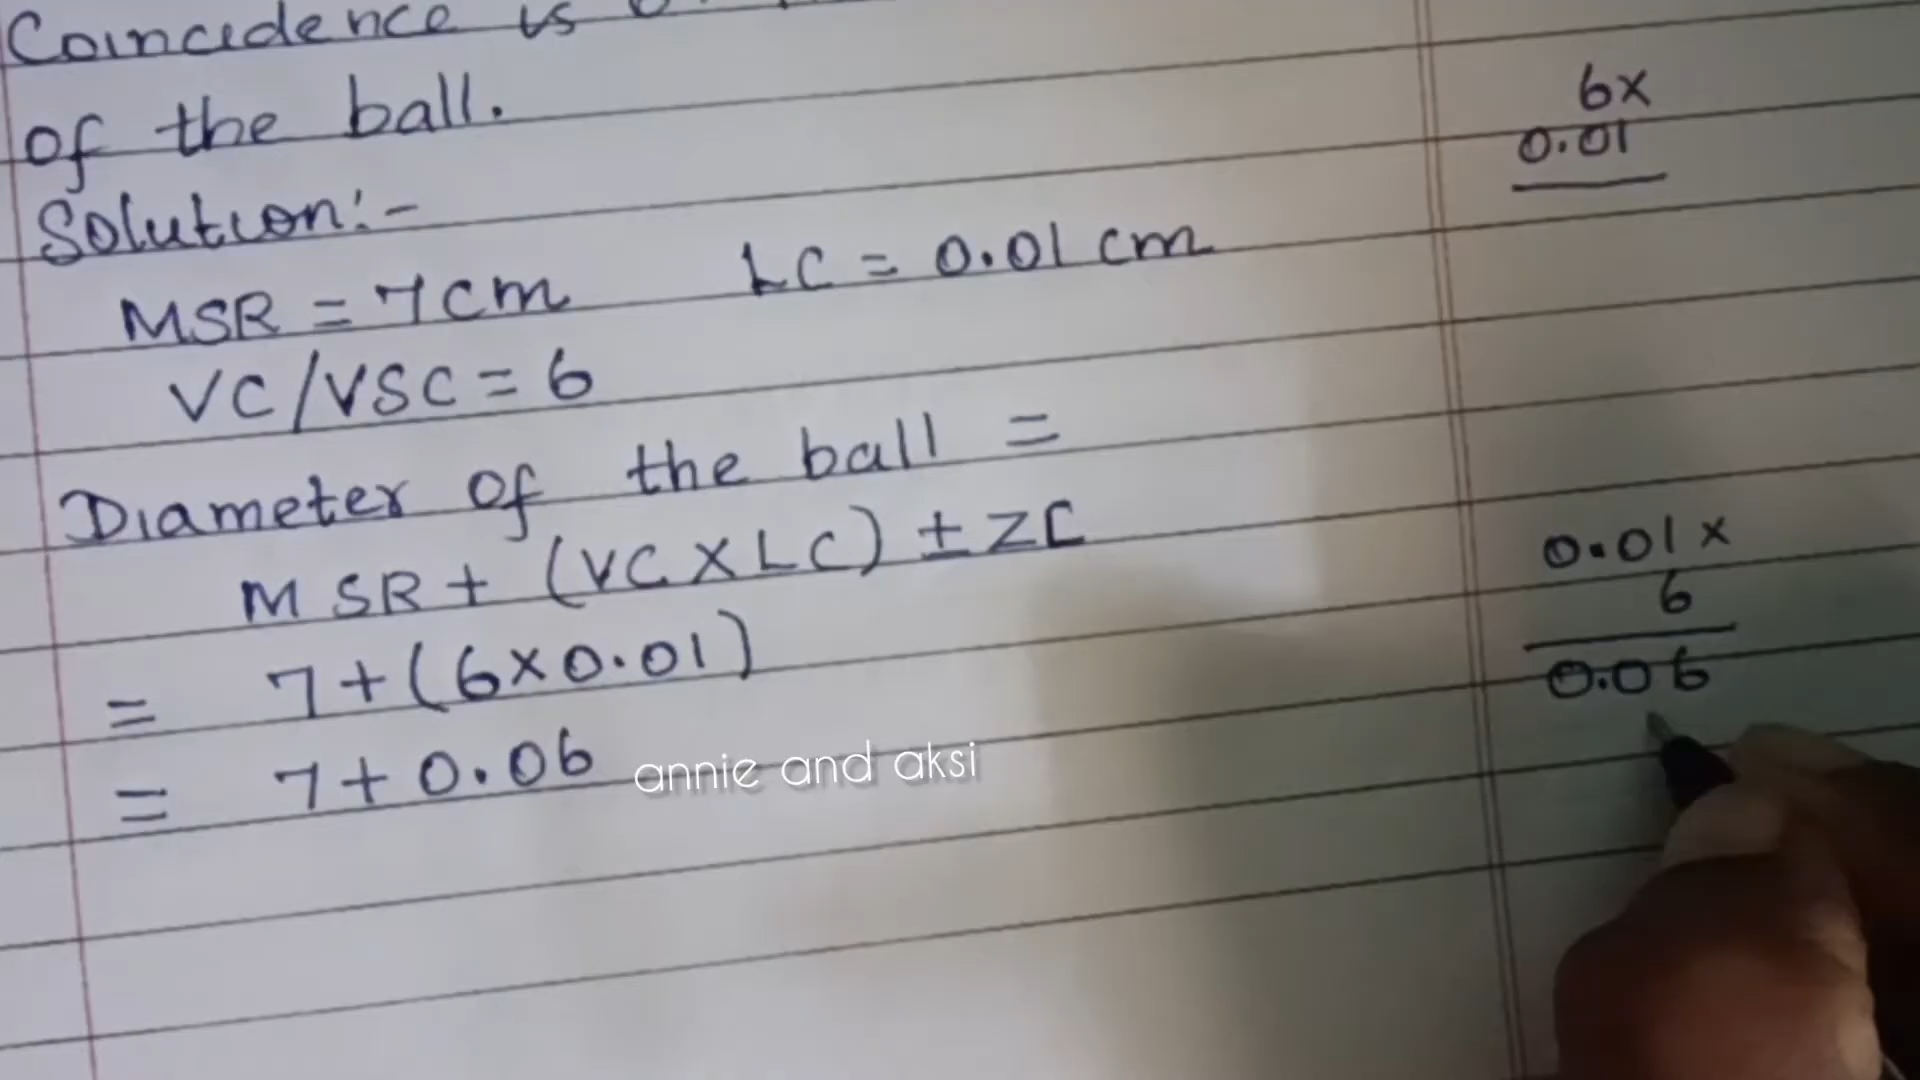 Coincidence is
of the ball.
Solution:-
MSR = 7cm LC = 0.01 cm
VC/VSC = 6
Diameter of the ball =
MSR + (VC X LC) ± ZC
= 7 + (6 x 0.01)
= 7 + 0.06
annie and aksi
6x
0.01
0.01 x
6
0.06